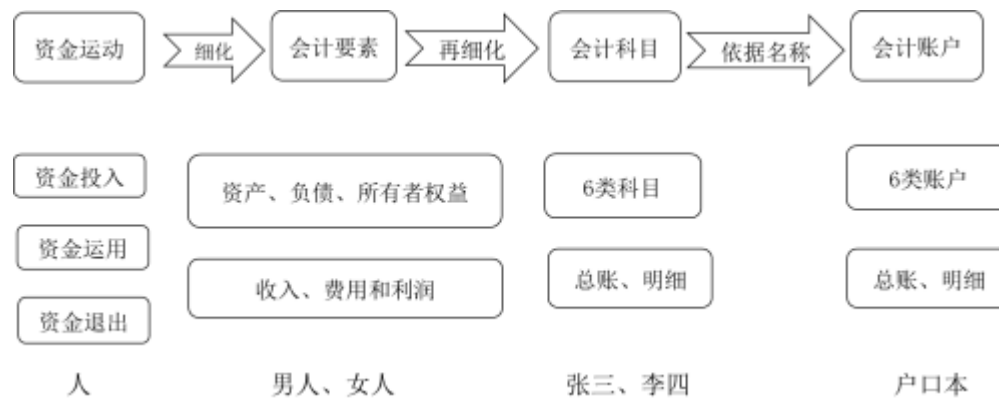 资金运动
细化
会计要素
再细化
会计科目
依据名称
会计账户
资金投入
资产、负债、所有者权益
6类科目
6类账户
资金运用
收入、费用和利润
总账、明细
总账、明细
资金退出
人
男人、女人
张三、李四
户口本